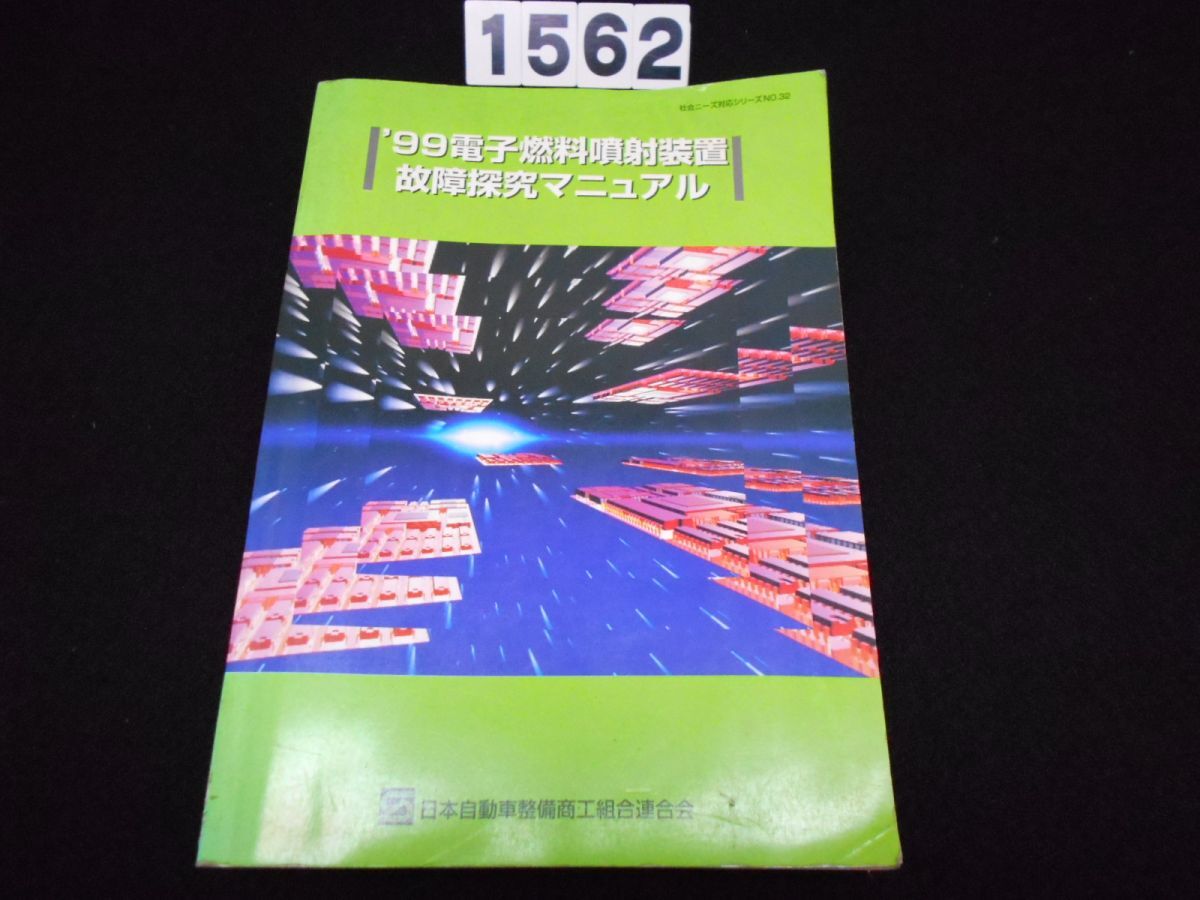 1562
社会ニーズ対応シリーズNO.32
'99電子燃料噴射装置
故障探究マニュアル
日本自動車整備商工組合連合会